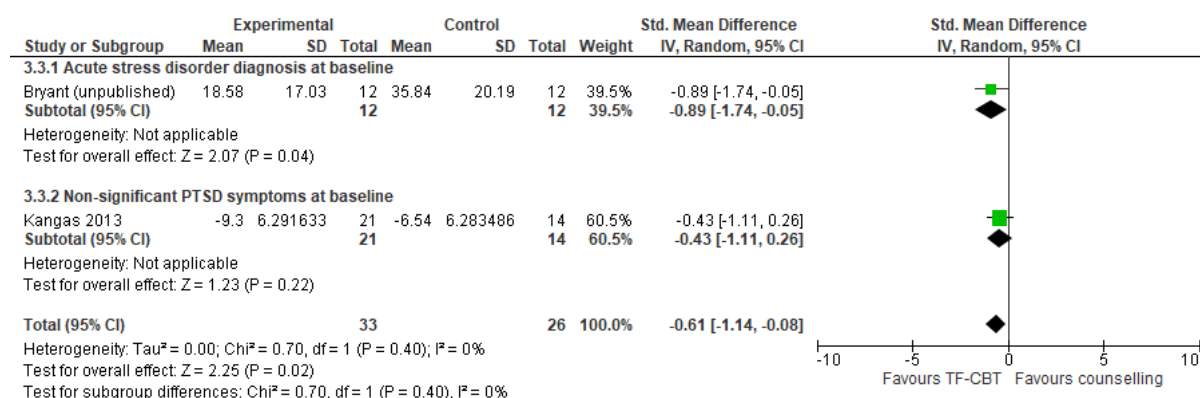 Experimental Control Std. Mean Difference Std. Mean Difference
Study or Subgroup Mean SD Total Mean SD Total Weight IV, Random, 95% CI IV, Random, 95% CI
3.3.1 Acute stress disorder diagnosis at baseline
Bryant (unpublished) 18.58 17.03 12 35.84 20.19 12 39.5% -0.89 [-1.74, -0.05]
Subtotal (95% CI) 12 12 39.5% -0.89 [-1.74, -0.05]
Heterogeneity: Not applicable
Test for overall effect: Z = 2.07 (P = 0.04)
3.3.2 Non-significant PTSD symptoms at baseline
Kangas 2013 -9.3 6.291633 21 -6.54 6.283486 14 60.5% -0.43 [-1.11, 0.26]
Subtotal (95% CI) 21 14 60.5% -0.43 [-1.11, 0.26]
Heterogeneity: Not applicable
Test for overall effect: Z = 1.23 (P = 0.22)
Total (95% CI) 33 26 100.0% -0.61 [-1.14, -0.08]
Heterogeneity: Tau² = 0.00; Chi² = 0.70, df = 1 (P = 0.40); I² = 0%
Test for overall effect: Z = 2.25 (P = 0.02)
Test for subgroup differences: Chi² = 0.70, df = 1 (P = 0.40), I² = 0%
-10 -5 0 5 10
Favours TF-CBT Favours counselling